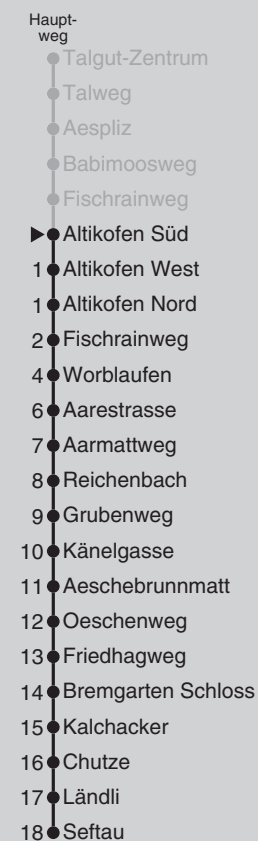 Haupt-
weg
Talgut-Zentrum
Talweg
Aespliz
Babimoosweg
Fischrainweg
Altikofen Süd
1 Altikofen West
1 Altikofen Nord
2 Fischrainweg
4 Worblaufen
6 Aarestrasse
7 Aarmattweg
8 Reichenbach
9 Grubenweg
10 Känelgasse
11 Aeschebrunnmatt
12 Oeschenweg
13 Friedhagweg
14 Bremgarten Schloss
15 Kalchacker
16 Chutze
17 Ländli
18 Seftau